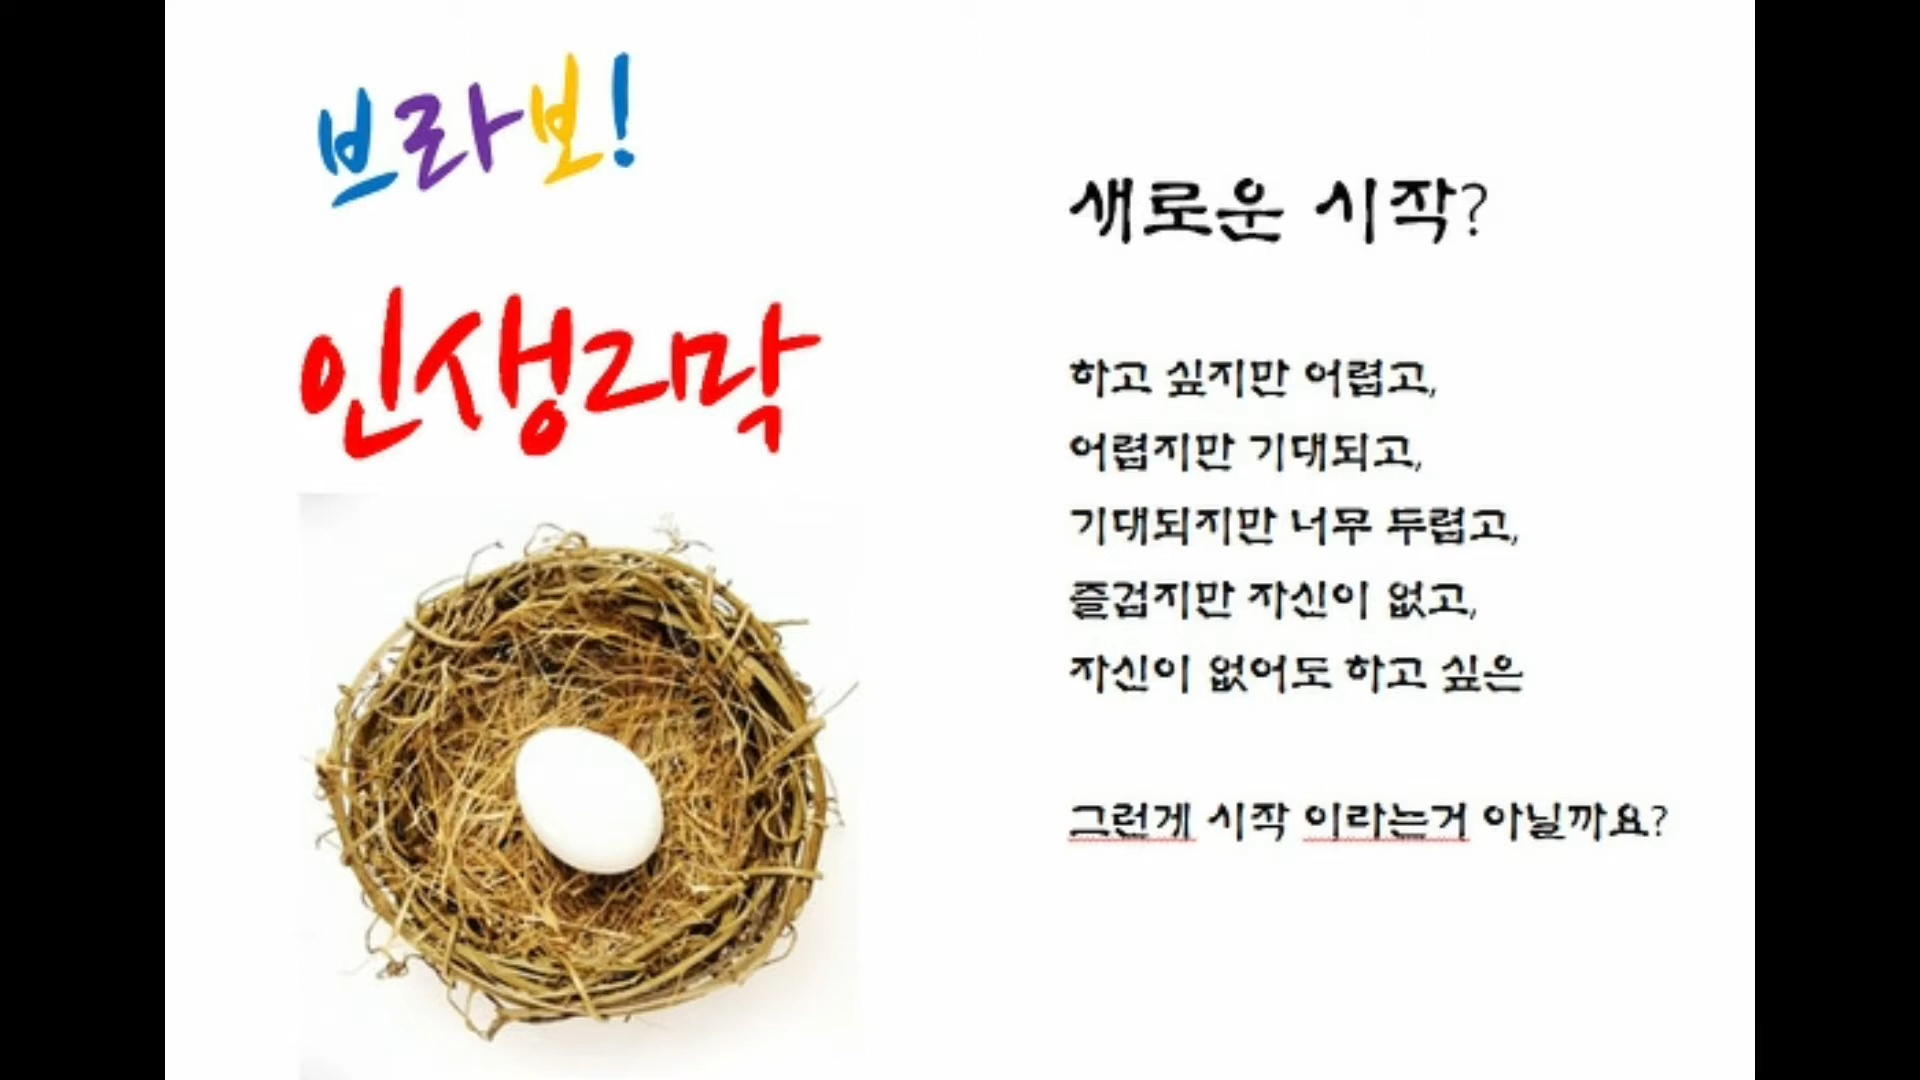 브라보!
인생2막
새로운 시작?
하고 싶지만 어렵고,
어렵지만 기대되고,
기대되지만 너무 두렵고,
즐겁지만 자신이 없고,
자신이 없어도 하고 싶은
그런게 시작 이라는거 아닐까요?